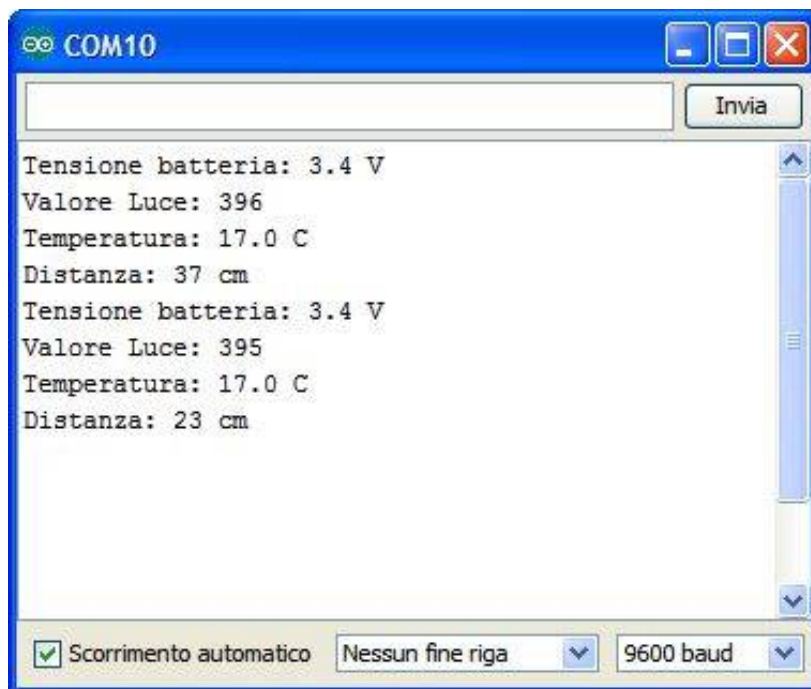 COM10
Invia
Tensione batteria: 3.4 V
Valore Luce: 396
Temperatura: 17.0 C
Distanza: 37 cm
Tensione batteria: 3.4 V
Valore Luce: 395
Temperatura: 17.0 C
Distanza: 23 cm
Scorrimento automatico Nessun fine riga 9600 baud